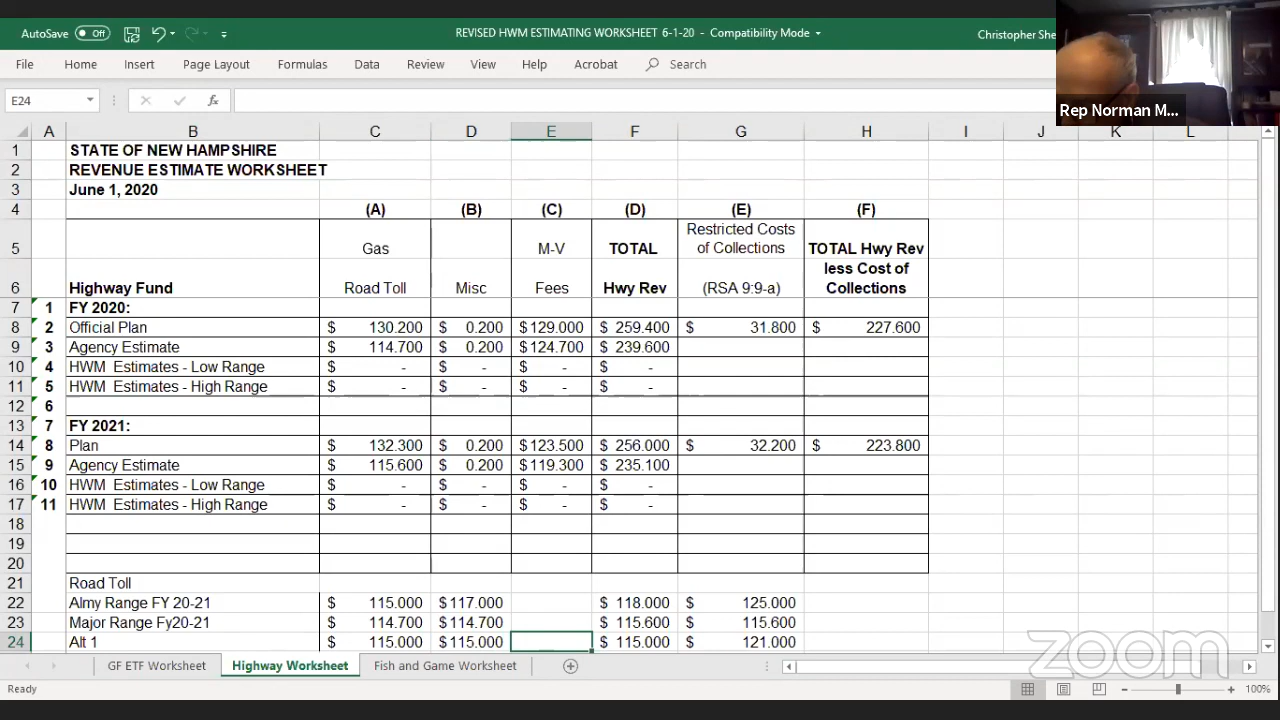 AutoSave Off REVISED HWM ESTIMATING WORKSHEET 6-1-20 - Compatibility Mode Christopher She
File Home Insert Page Layout Formulas Data Review View Help Acrobat Search
Rep Norman M...
E24 fx
A B C D E F G H I J K L
1 STATE OF NEW HAMPSHIRE
2 REVENUE ESTIMATE WORKSHEET
3 June 1, 2020
4 (A) (B) (C) (D) (E) (F)
5 Gas M-V TOTAL Restricted Costs of Collections TOTAL Hwy Rev
6 Highway Fund Road Toll Misc Fees Hwy Rev (RSA 9:9-a) less Cost of Collections
7 1 FY 2020:
8 2 Official Plan $ 130.200 $ 0.200 $129.000 $ 259.400 $ 31.800 $ 227.600
9 3 Agency Estimate $ 114.700 $ 0.200 $124.700 $ 239.600
10 4 HWM Estimates - Low Range $ - $ - $ - $ -
11 5 HWM Estimates - High Range $ - $ - $ - $ -
12 6
13 7 FY 2021:
14 8 Plan $ 132.300 $ 0.200 $123.500 $ 256.000 $ 32.200 $ 223.800
15 9 Agency Estimate $ 115.600 $ 0.200 $119.300 $ 235.100
16 10 HWM Estimates - Low Range $ - $ - $ - $ -
17 11 HWM Estimates - High Range $ - $ - $ - $ -
18
19
20
21 Road Toll
22 Almy Range FY 20-21 $ 115.000 $117.000 $ 118.000 $ 125.000
23 Major Range Fy20-21 $ 114.700 $114.700 $ 115.600 $ 115.600
24 Alt 1 $ 115.000 $115.000 $ 115.000 $ 121.000
GF ETF Worksheet Highway Worksheet fish and Game Worksheet
zoom
Ready 100%